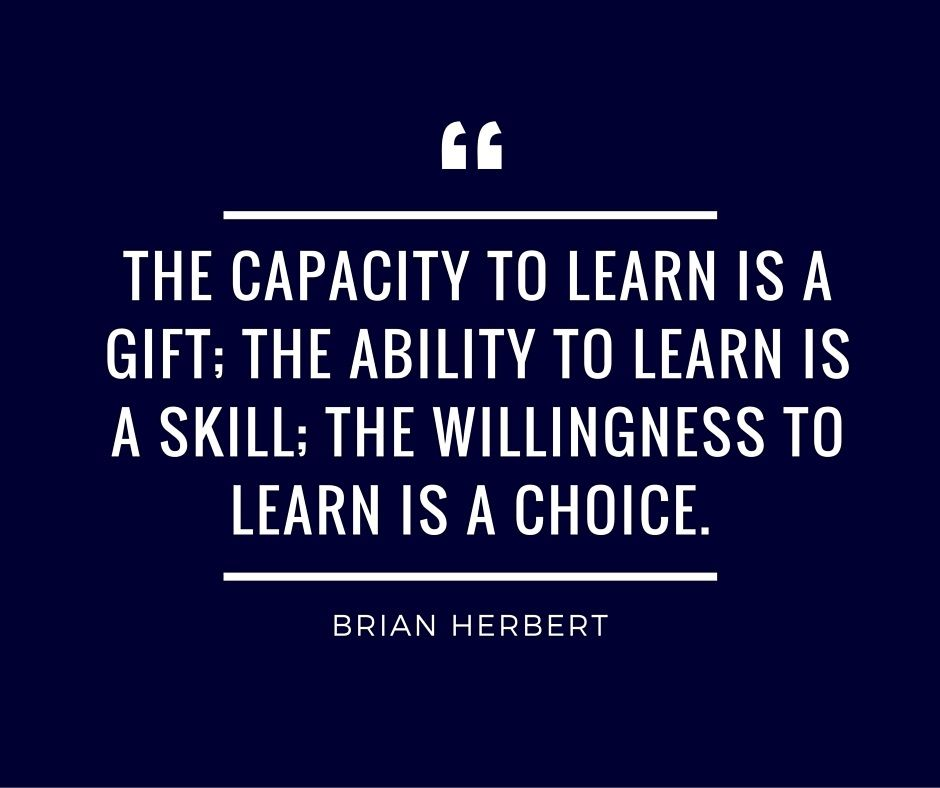 “
THE CAPACITY TO LEARN IS A
GIFT; THE ABILITY TO LEARN IS
A SKILL; THE WILLINGNESS TO
LEARN IS A CHOICE.
BRIAN HERBERT